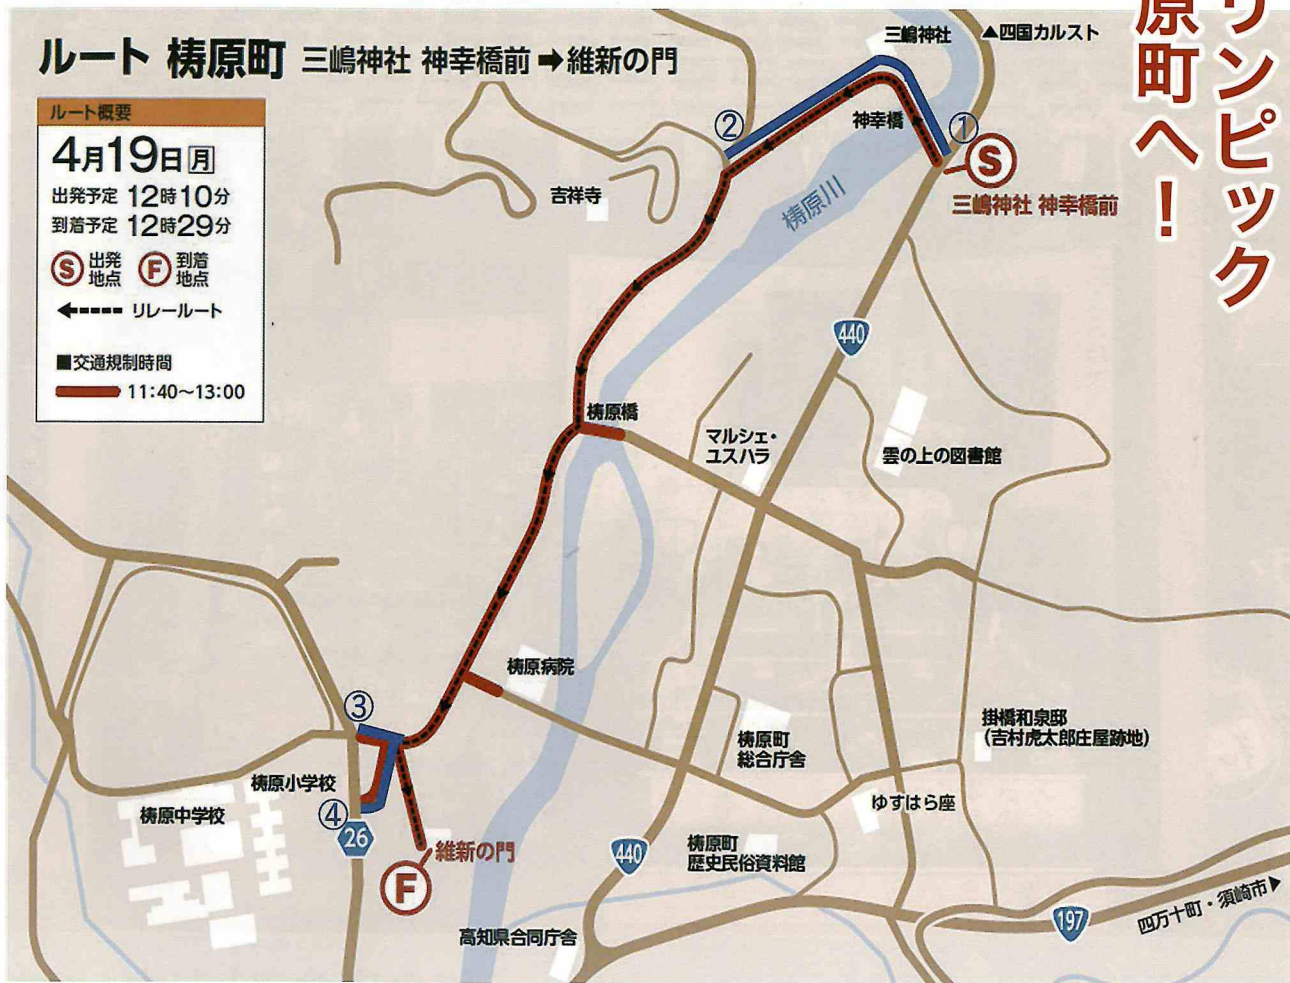 ルート 梼原町 三嶋神社 神幸橋前➡維新の門
ルート概要
4月19日月
出発予定 12時10分
到着予定 12時29分
S 出発
地点
F 到着
地点
リレールート
■交通規制時間
11:40〜13:00
リンピック
原町へ!
三嶋神社
▲四国カルスト
②
神幸橋
①
S
三嶋神社 神幸橋前
吉祥寺
梼原川
440
梼原橋
マルシェ・
ユスハラ
雲の上の図書館
梼原病院
③
梼原町
総合庁舎
掛橋和泉邸
(吉村虎太郎庄屋跡地)
梼原小学校
梼原中学校
④
26
ゆすはら座
維新の門
F
440
梼原町
歴史民俗資料館
高知県合同庁舎
197
四万十町・須崎市▶